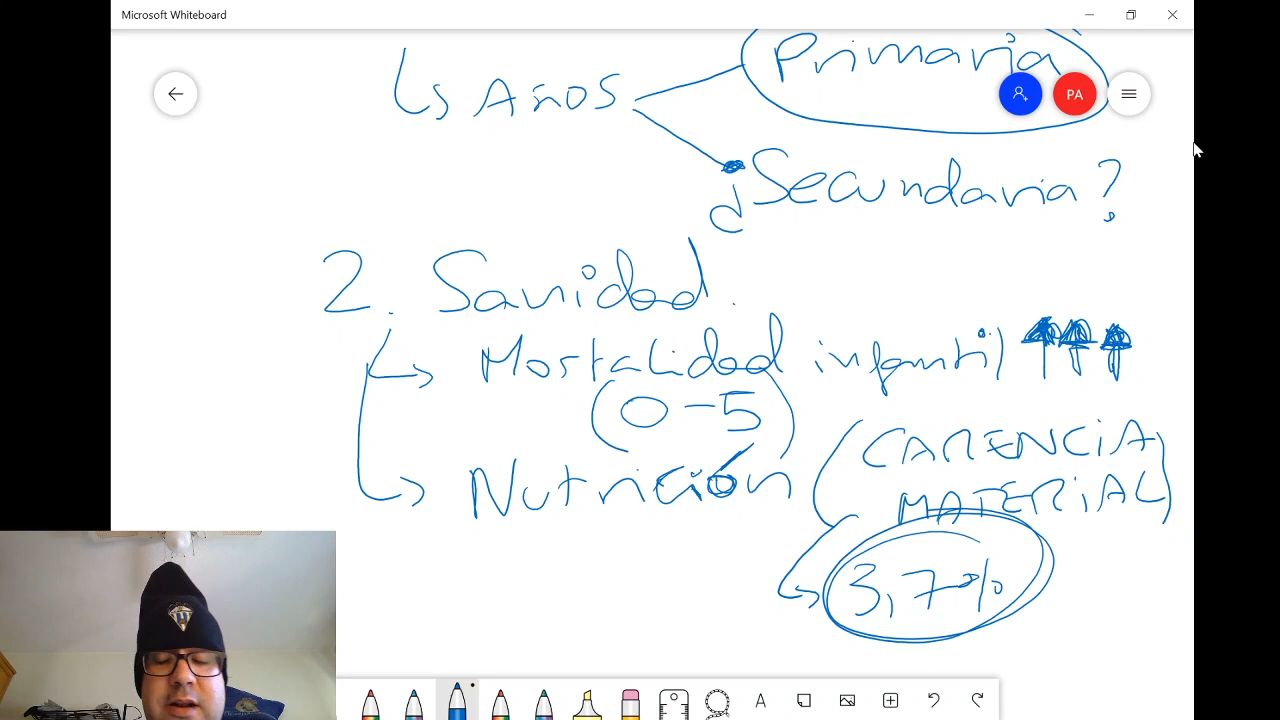 Microsoft Whiteboard
Primaria
Años
PA
¿Secundaria?
2. Sanidad.
Mortalidad infantil
(0-5)
Nutrición
(CARENCIA
MATERIAL)
3,7%
A